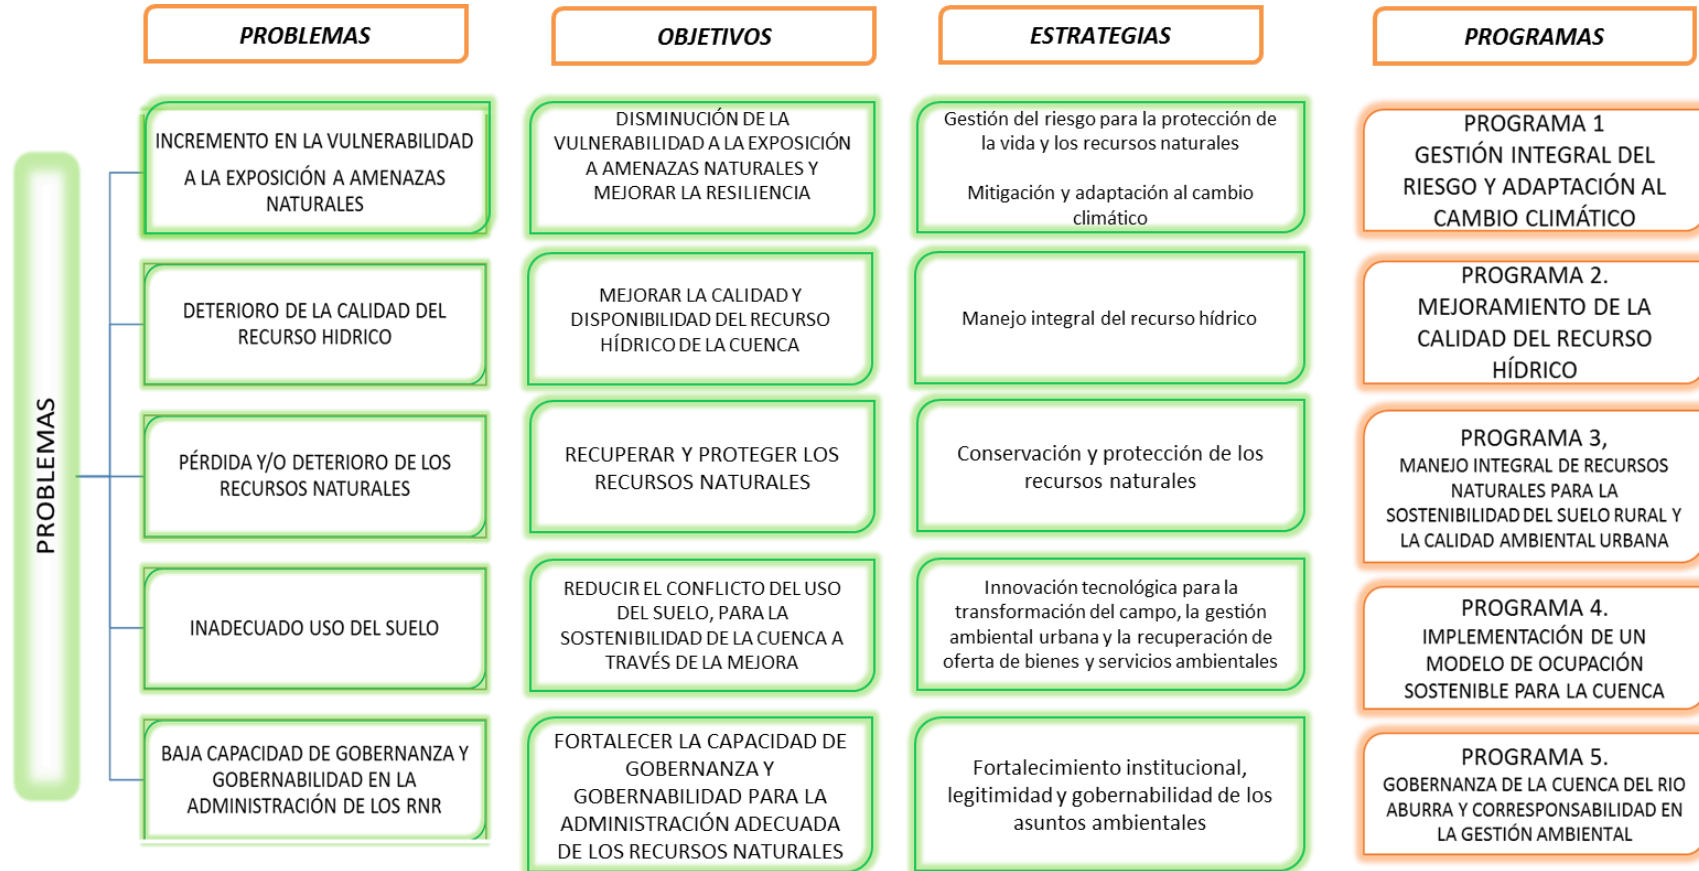 PROBLEMAS
OBJETIVOS
ESTRATEGIAS
PROGRAMAS
PROBLEMAS
INCREMENTO EN LA VULNERABILIDAD
A LA EXPOSICIÓN A AMENAZAS
NATURALES
DISMINUCIÓN DE LA
VULNERABILIDAD A LA EXPOSICIÓN
A AMENAZAS NATURALES Y
MEJORAR LA RESILIENCIA
Gestión del riesgo para la protección de
la vida y los recursos naturales
Mitigación y adaptación al cambio
climático
PROGRAMA 1
GESTIÓN INTEGRAL DEL
RIESGO Y ADAPTACIÓN AL
CAMBIO CLIMÁTICO
DETERIORO DE LA CALIDAD DEL
RECURSO HIDRICO
MEJORAR LA CALIDAD Y
DISPONIBILIDAD DEL RECURSO
HÍDRICO DE LA CUENCA
Manejo integral del recurso hídrico
PROGRAMA 2.
MEJORAMIENTO DE LA
CALIDAD DEL RECURSO
HÍDRICO
PÉRDIDA Y/O DETERIORO DE LOS
RECURSOS NATURALES
RECUPERAR Y PROTEGER LOS
RECURSOS NATURALES
Conservación y protección de los
recursos naturales
PROGRAMA 3,
MANEJO INTEGRAL DE RECURSOS
NATURALES PARA LA
SOSTENIBILIDAD DEL SUELO RURAL Y
LA CALIDAD AMBIENTAL URBANA
INADECUADO USO DEL SUELO
REDUCIR EL CONFLICTO DEL USO
DEL SUELO, PARA LA
SOSTENIBILIDAD DE LA CUENCA A
TRAVÉS DE LA MEJORA
Innovación tecnológica para la
transformación del campo, la gestión
ambiental urbana y la recuperación de
oferta de bienes y servicios ambientales
PROGRAMA 4.
IMPLEMENTACIÓN DE UN
MODELO DE OCUPACIÓN
SOSTENIBLE PARA LA CUENCA
BAJA CAPACIDAD DE GOBERNANZA Y
GOBERNABILIDAD EN LA
ADMINISTRACIÓN DE LOS RNR
FORTALECER LA CAPACIDAD DE
GOBERNANZA Y
GOBERNABILIDAD PARA LA
ADMINISTRACIÓN ADECUADA
DE LOS RECURSOS NATURALES
Fortalecimiento institucional,
legitimidad y gobernabilidad de los
asuntos ambientales
PROGRAMA 5.
GOBERNANZA DE LA CUENCA DEL RIO
ABURRA Y CORRESPONSABILIDAD EN
LA GESTIÓN AMBIENTAL